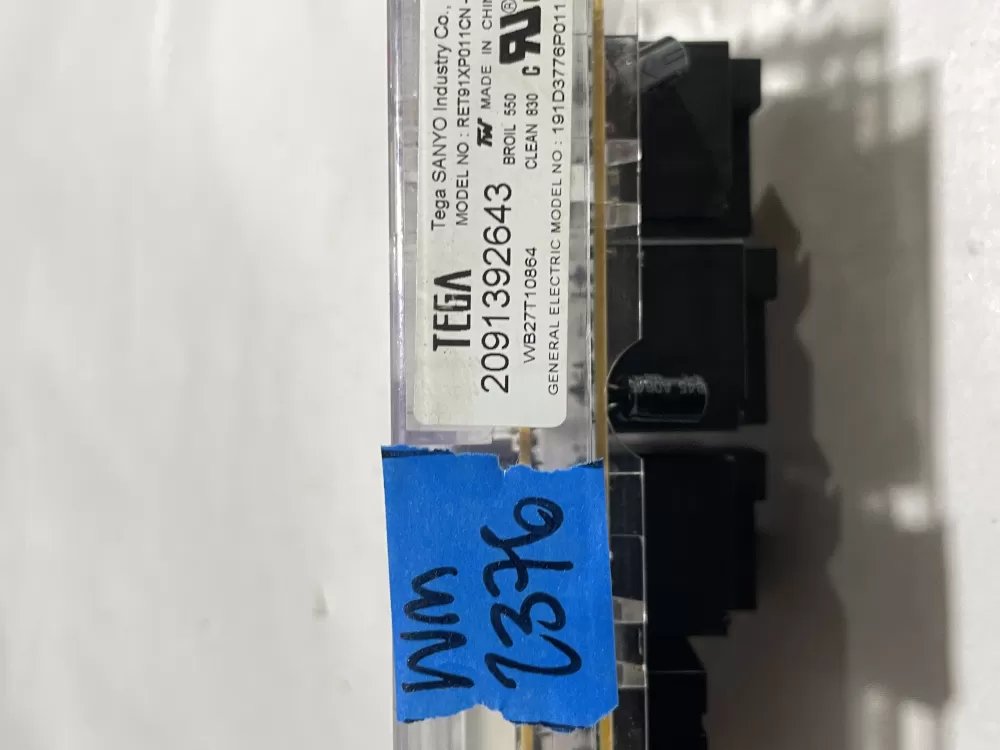 TEGA Tega SANYO Industry Co.,
MODEL NO : RET91XP011CN-
2091392643 MADE IN CHIN
BROIL 550
WB27T10864 CLEAN 830 C
GENERAL ELECTRIC MODEL NO : 191D3776P011
WM
2376